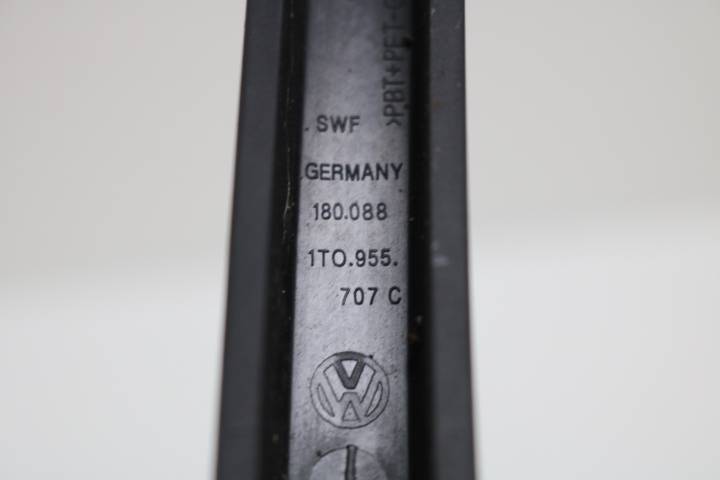 >PBT+PET-G
SWF
GERMANY
180.088
1TO.955.
707 C